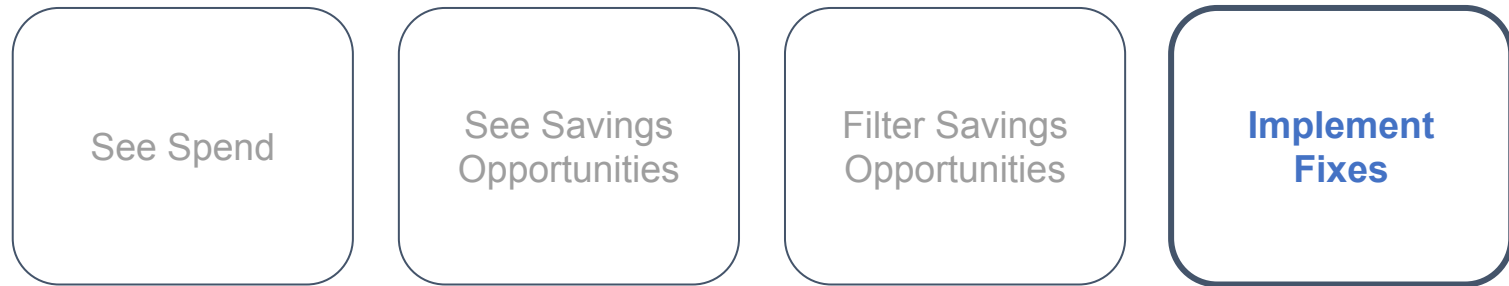 See Spend
See Savings
Opportunities
Filter Savings
Opportunities
Implement
Fixes